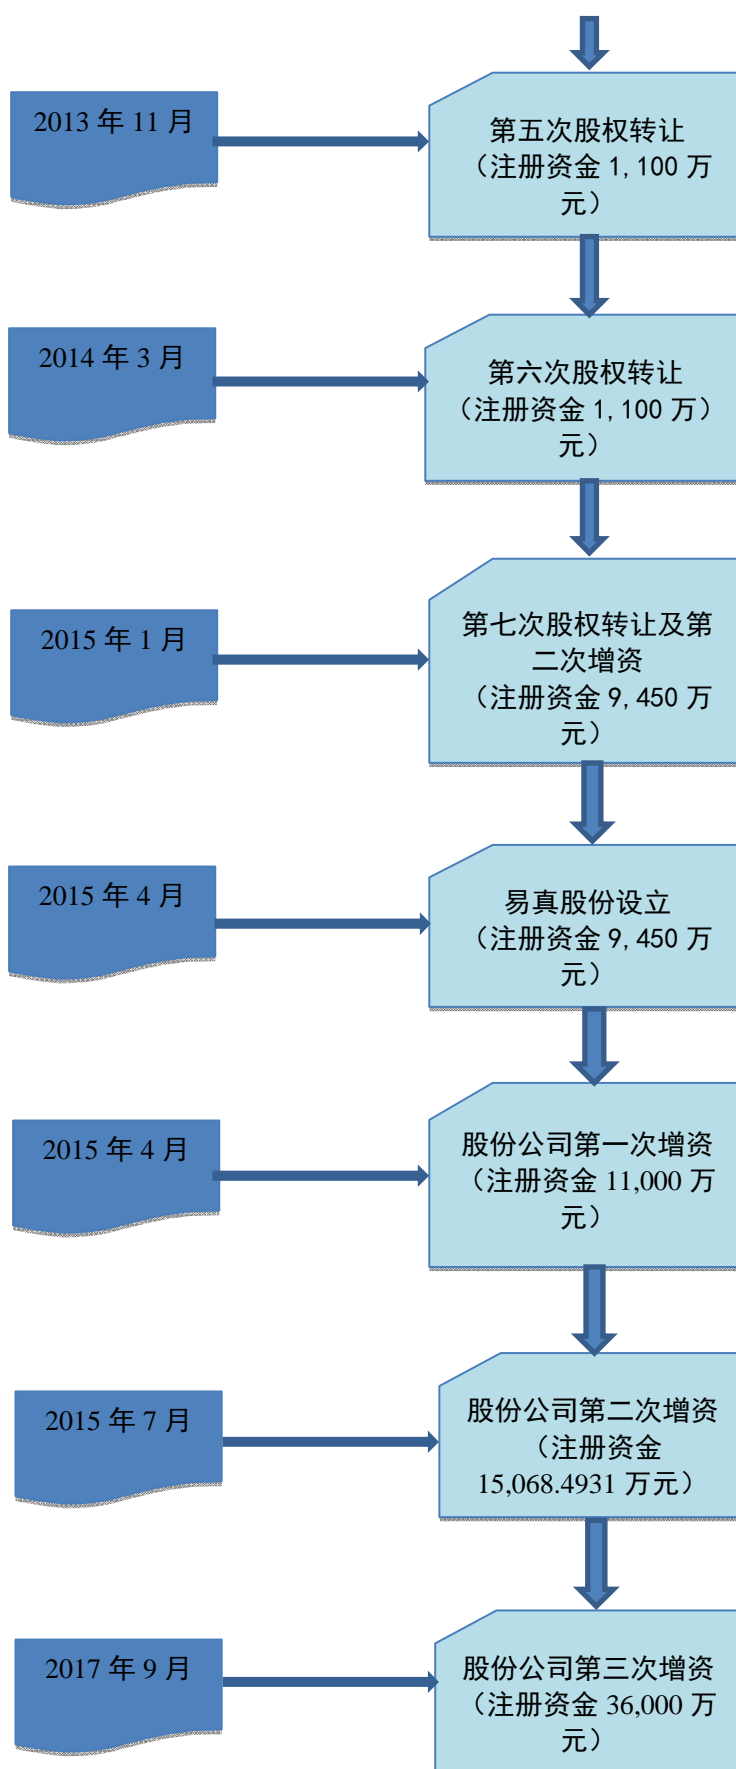 2013 年 11 月
第五次股权转让
（注册资金 1,100 万
元）
2014 年 3 月
第六次股权转让
（注册资金 1,100 万）
元）
2015 年 1 月
第七次股权转让及第
二次增资
（注册资金 9,450 万
元）
2015 年 4 月
易真股份设立
（注册资金 9,450 万
元）
2015 年 4 月
股份公司第一次增资
（注册资金 11,000 万
元）
2015 年 7 月
股份公司第二次增资
（注册资金
15,068.4931 万元）
2017 年 9 月
股份公司第三次增资
（注册资金 36,000 万
元）